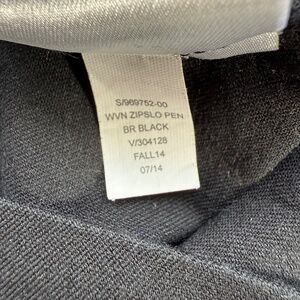 S/969752-00
WVN ZIPSLO PEN
BR BLACK
V/304128
FALL14
07/14